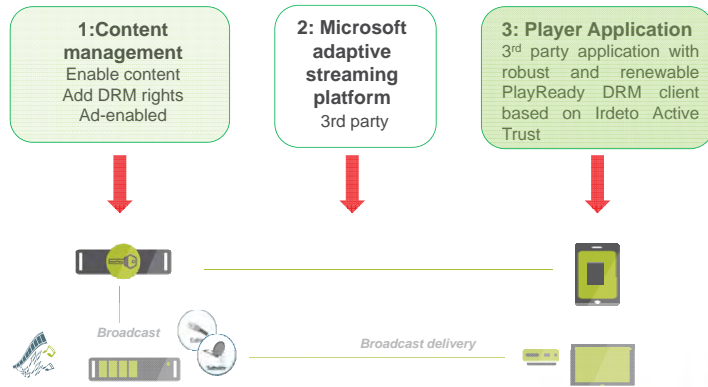 1:Content
management
Enable content
Add DRM rights
Ad-enabled
2: Microsoft
adaptive
streaming
platform
3rd party
3: Player Application
3rd party application with
robust and renewable
PlayReady DRM client
based on Irdeto Active
Trust
Broadcast
Broadcast delivery